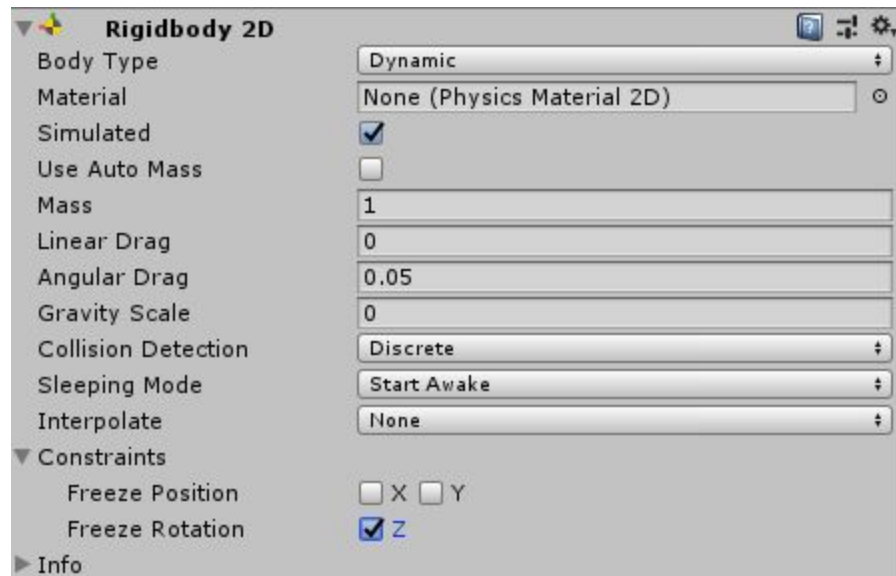 Rigidbody 2D
Body Type Dynamic
Material None (Physics Material 2D)
Simulated
Use Auto Mass
Mass 1
Linear Drag 0
Angular Drag 0.05
Gravity Scale 0
Collision Detection Discrete
Sleeping Mode Start Awake
Interpolate None
Constraints
Freeze Position X Y
Freeze Rotation Z
Info